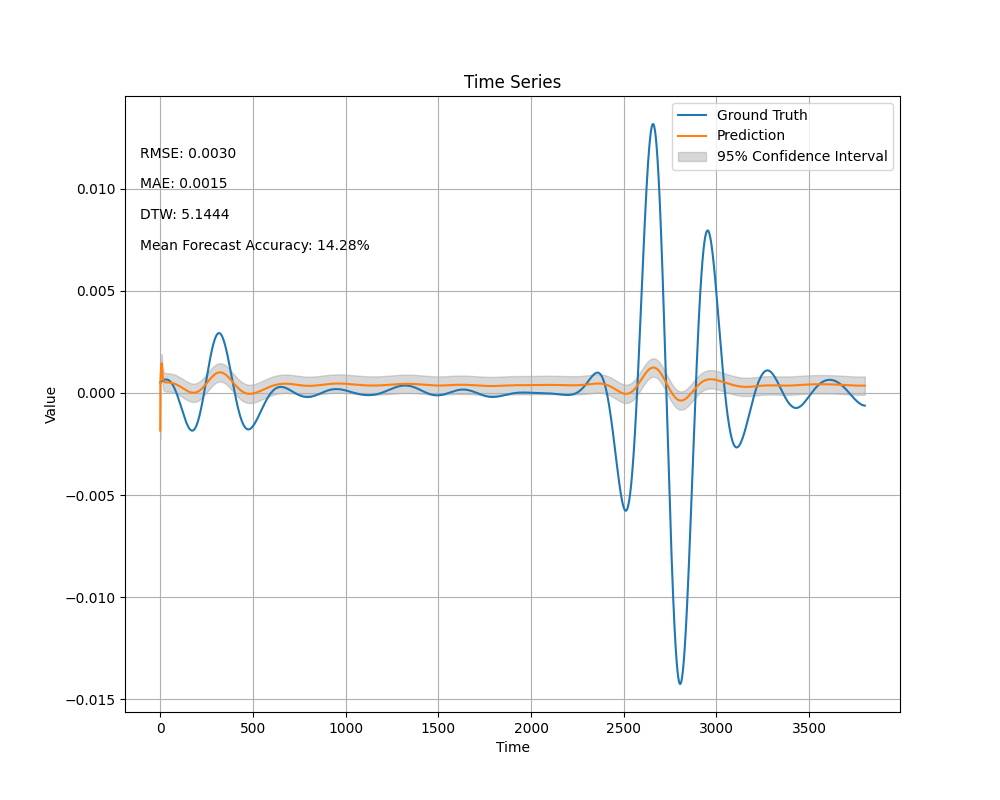 Time Series
Ground Truth
Prediction
95% Confidence Interval
RMSE: 0.0030
MAE: 0.0015
DTW: 5.1444
Mean Forecast Accuracy: 14.28%
Value
0.010
0.005
0.000
−0.005
−0.010
−0.015
0 500 1000 1500 2000 2500 3000 3500
Time